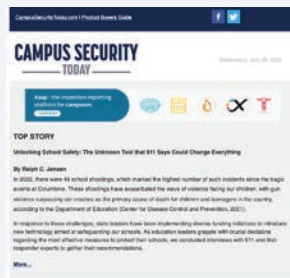 CampusSecurityToday.com | Product Buyers Guide
CAMPUS SECURITY
TODAY
Wednesday, July
the inspection reporting
platform for campuses
TOP STORY
Unlocking School Safety: The Unknown Tool that 911 Says Could Change Everything
By Ralph C. Jensen
In 2022, there were 46 school shootings, which marked the highest number of such incidents since the tragic
events at Columbine. These shootings have exacerbated the wave of violence facing our children, with gun
violence surpassing car crashes as the primary cause of death for children and teenagers in the country,
according to the Department of Education (Center for Disease Control and Prevention, 2021).
In response to these challenges, state leaders have been implementing diverse funding initiatives to introduce
new technology aimed at safeguarding our schools. As education leaders grapple with crucial decisions
regarding the most effective measures to protect their schools, we conducted interviews with 911 and first-
responder experts to gather their recommendations.
More...